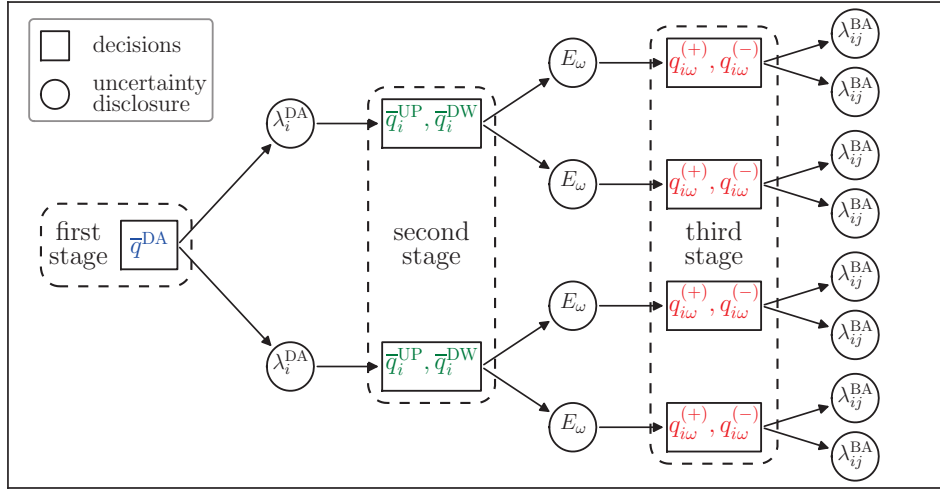 decisions
uncertainty
disclosure
first
stage
q̅^DA
λ_i^DA
λ_i^DA
q̅_i^UP, q̅_i^DW
second
stage
q̅_i^UP, q̅_i^DW
E_ω
E_ω
E_ω
E_ω
q_iω^(+), q_iω^(−)
q_iω^(+), q_iω^(−)
third
stage
q_iω^(+), q_iω^(−)
q_iω^(+), q_iω^(−)
λ_ij^BA
λ_ij^BA
λ_ij^BA
λ_ij^BA
λ_ij^BA
λ_ij^BA
λ_ij^BA
λ_ij^BA